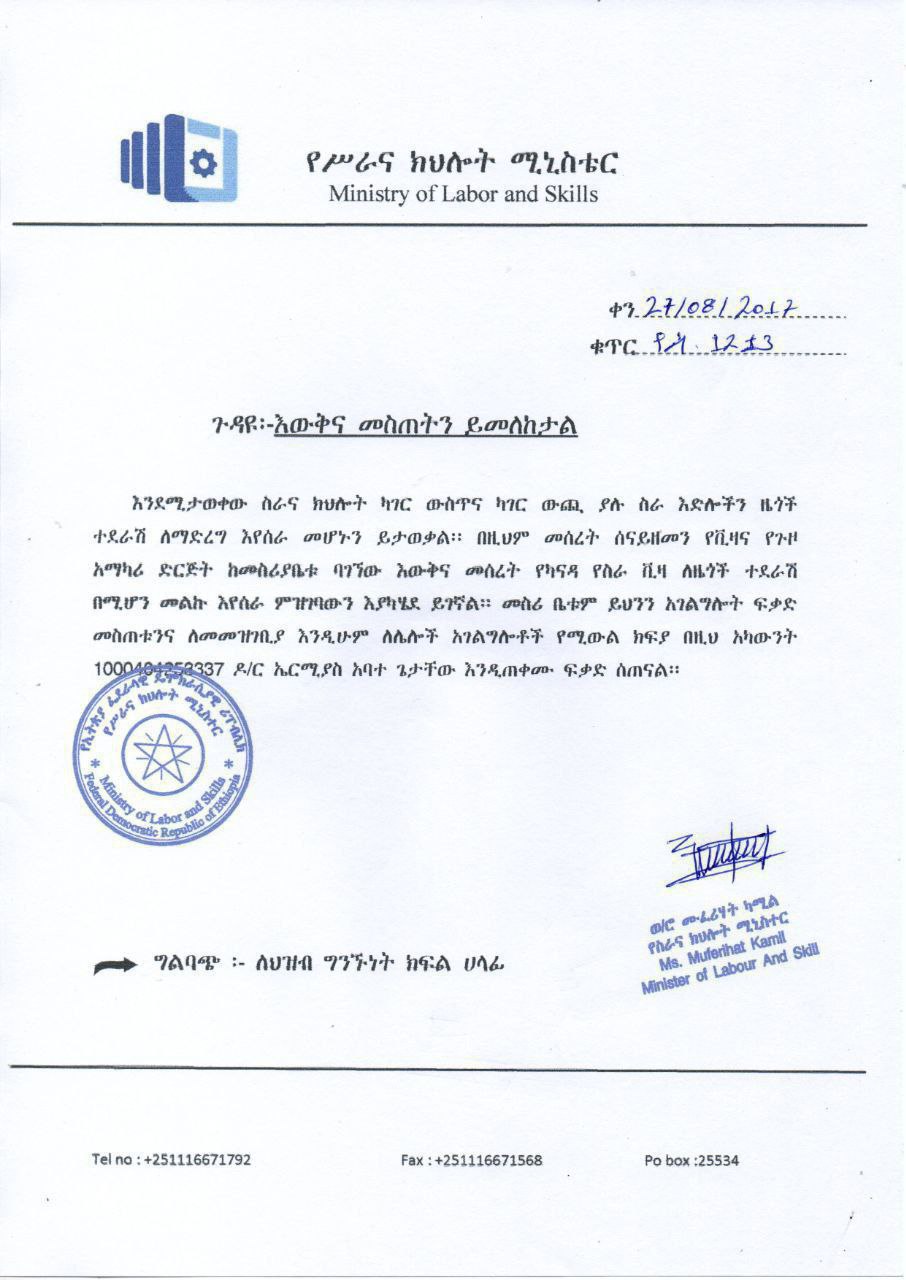 የሥራና ክህሎት ሚኒስቴር
Ministry of Labor and Skills
ቀን 27/08/2017
ቁጥር 1213
ጉዳዩ፡-እውቅና መስጠትን ይመለከታል
እንደሚታወቀው ስራና ክህሎት ካገር ውስጥና ካገር ውጪ ያሉ ስራ እድሎችን ዜጎች
ተደራሽ ለማድረግ እየሰራ መሆኑን ይታወቃል። በዚህም መሰረት ሰናይዘመን የቪዛና የጉዞ
አማካሪ ድርጅት ከመስሪያቤቱ ባገኘው እውቅና መሰረት የካናዳ የስራ ቪዛ ለዜጎች ተደራሽ
በሚሆን መልኩ እየሰራ ምዝገባውን እያካሄደ ይገኛል። መስሪ ቤቱም ይህንን አገልግሎት ፍቃድ
መስጠቱንና ለመመዝገቢያ እንዲሁም ለሌሎች አገልግሎቶች የሚውል ክፍያ በዚህ አካውንት
ዶ/ር ኤርሚያስ አባተ ጌታቸው እንዲጠቀሙ ፍቃድ ሰጠናል።
የኢትዮጵያ ፌደራላዊ ዴሞክራሲያዊ ሪፐብሊክ
የሥራና ክህሎት ሚኒስተር
Ministry of Labor and Skills
Federal Democratic Republic of Ethiopia
ወ/ሮ ሙፈሪሃት ካሚል
የስራና ክህሎት ሚኒስተር
Ms. Muferihat Kamil
Minister of Labour And Skill
ግልባጭ ፡- ለህዝብ ግንኙነት ክፍል ሀላፊ
Tel no : +251116671792 Fax : +251116671568 Po box :25534